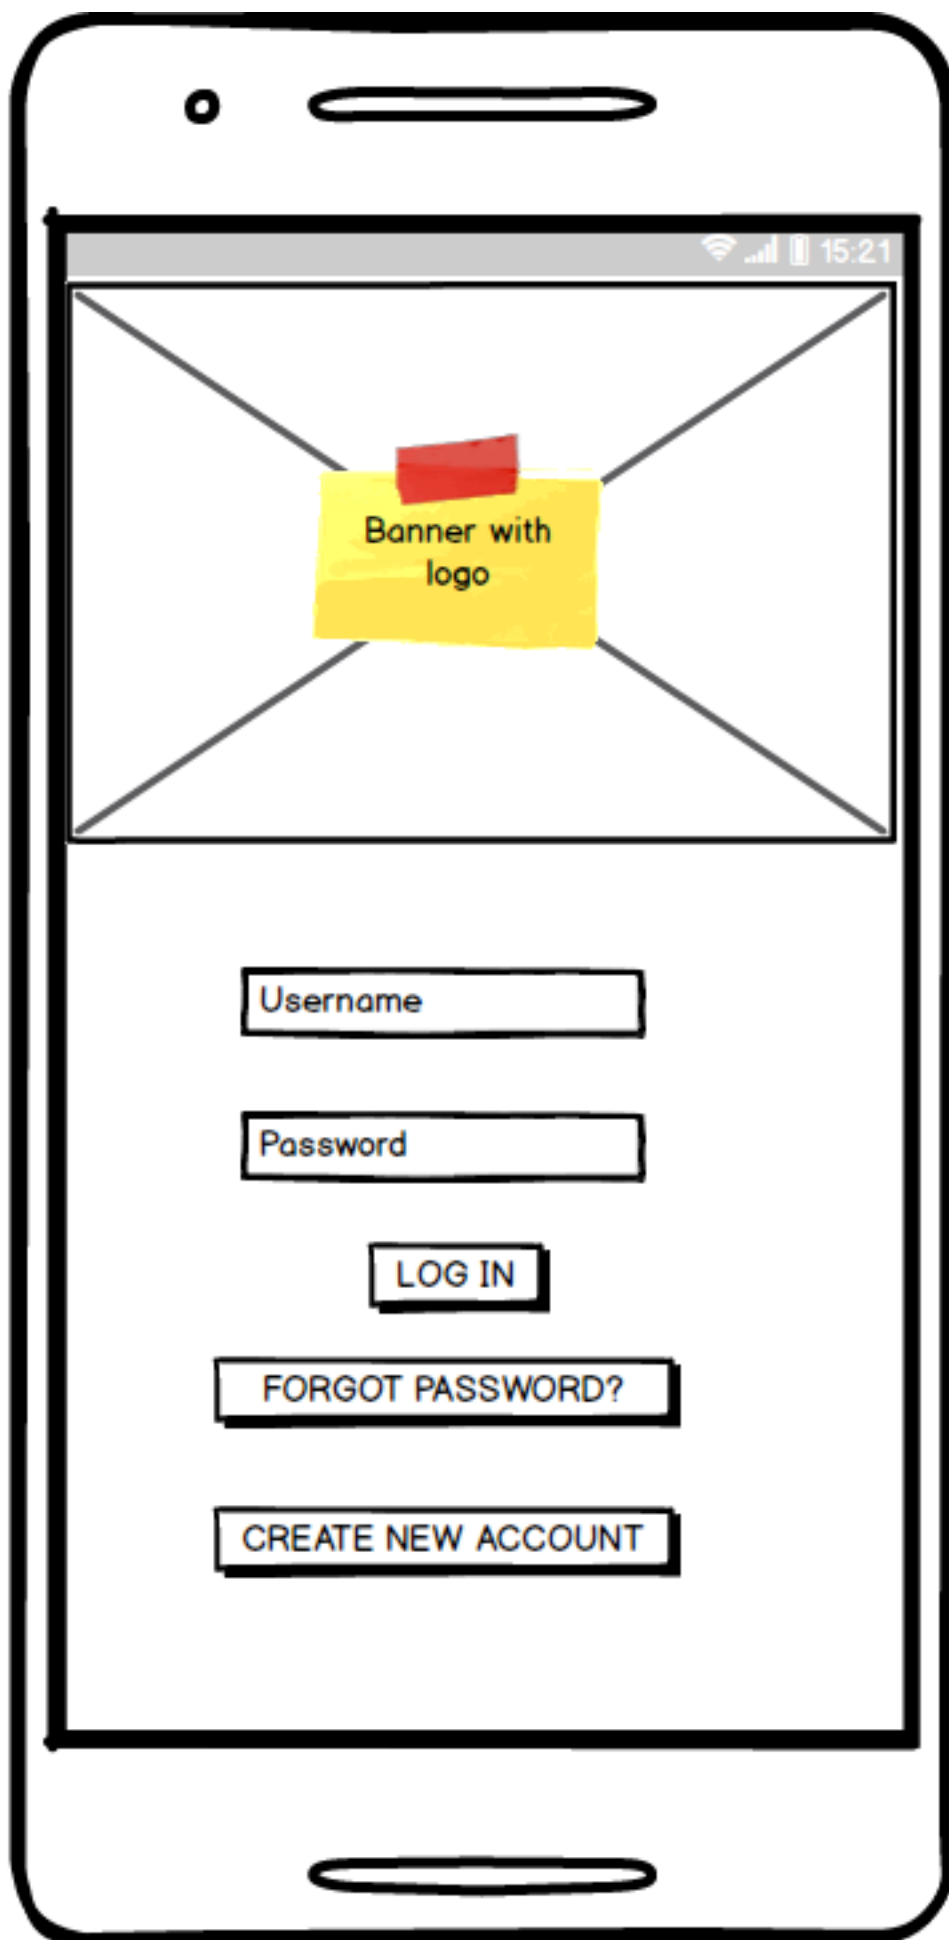 15:21
Banner with
logo
Username
Password
LOG IN
FORGOT PASSWORD?
CREATE NEW ACCOUNT